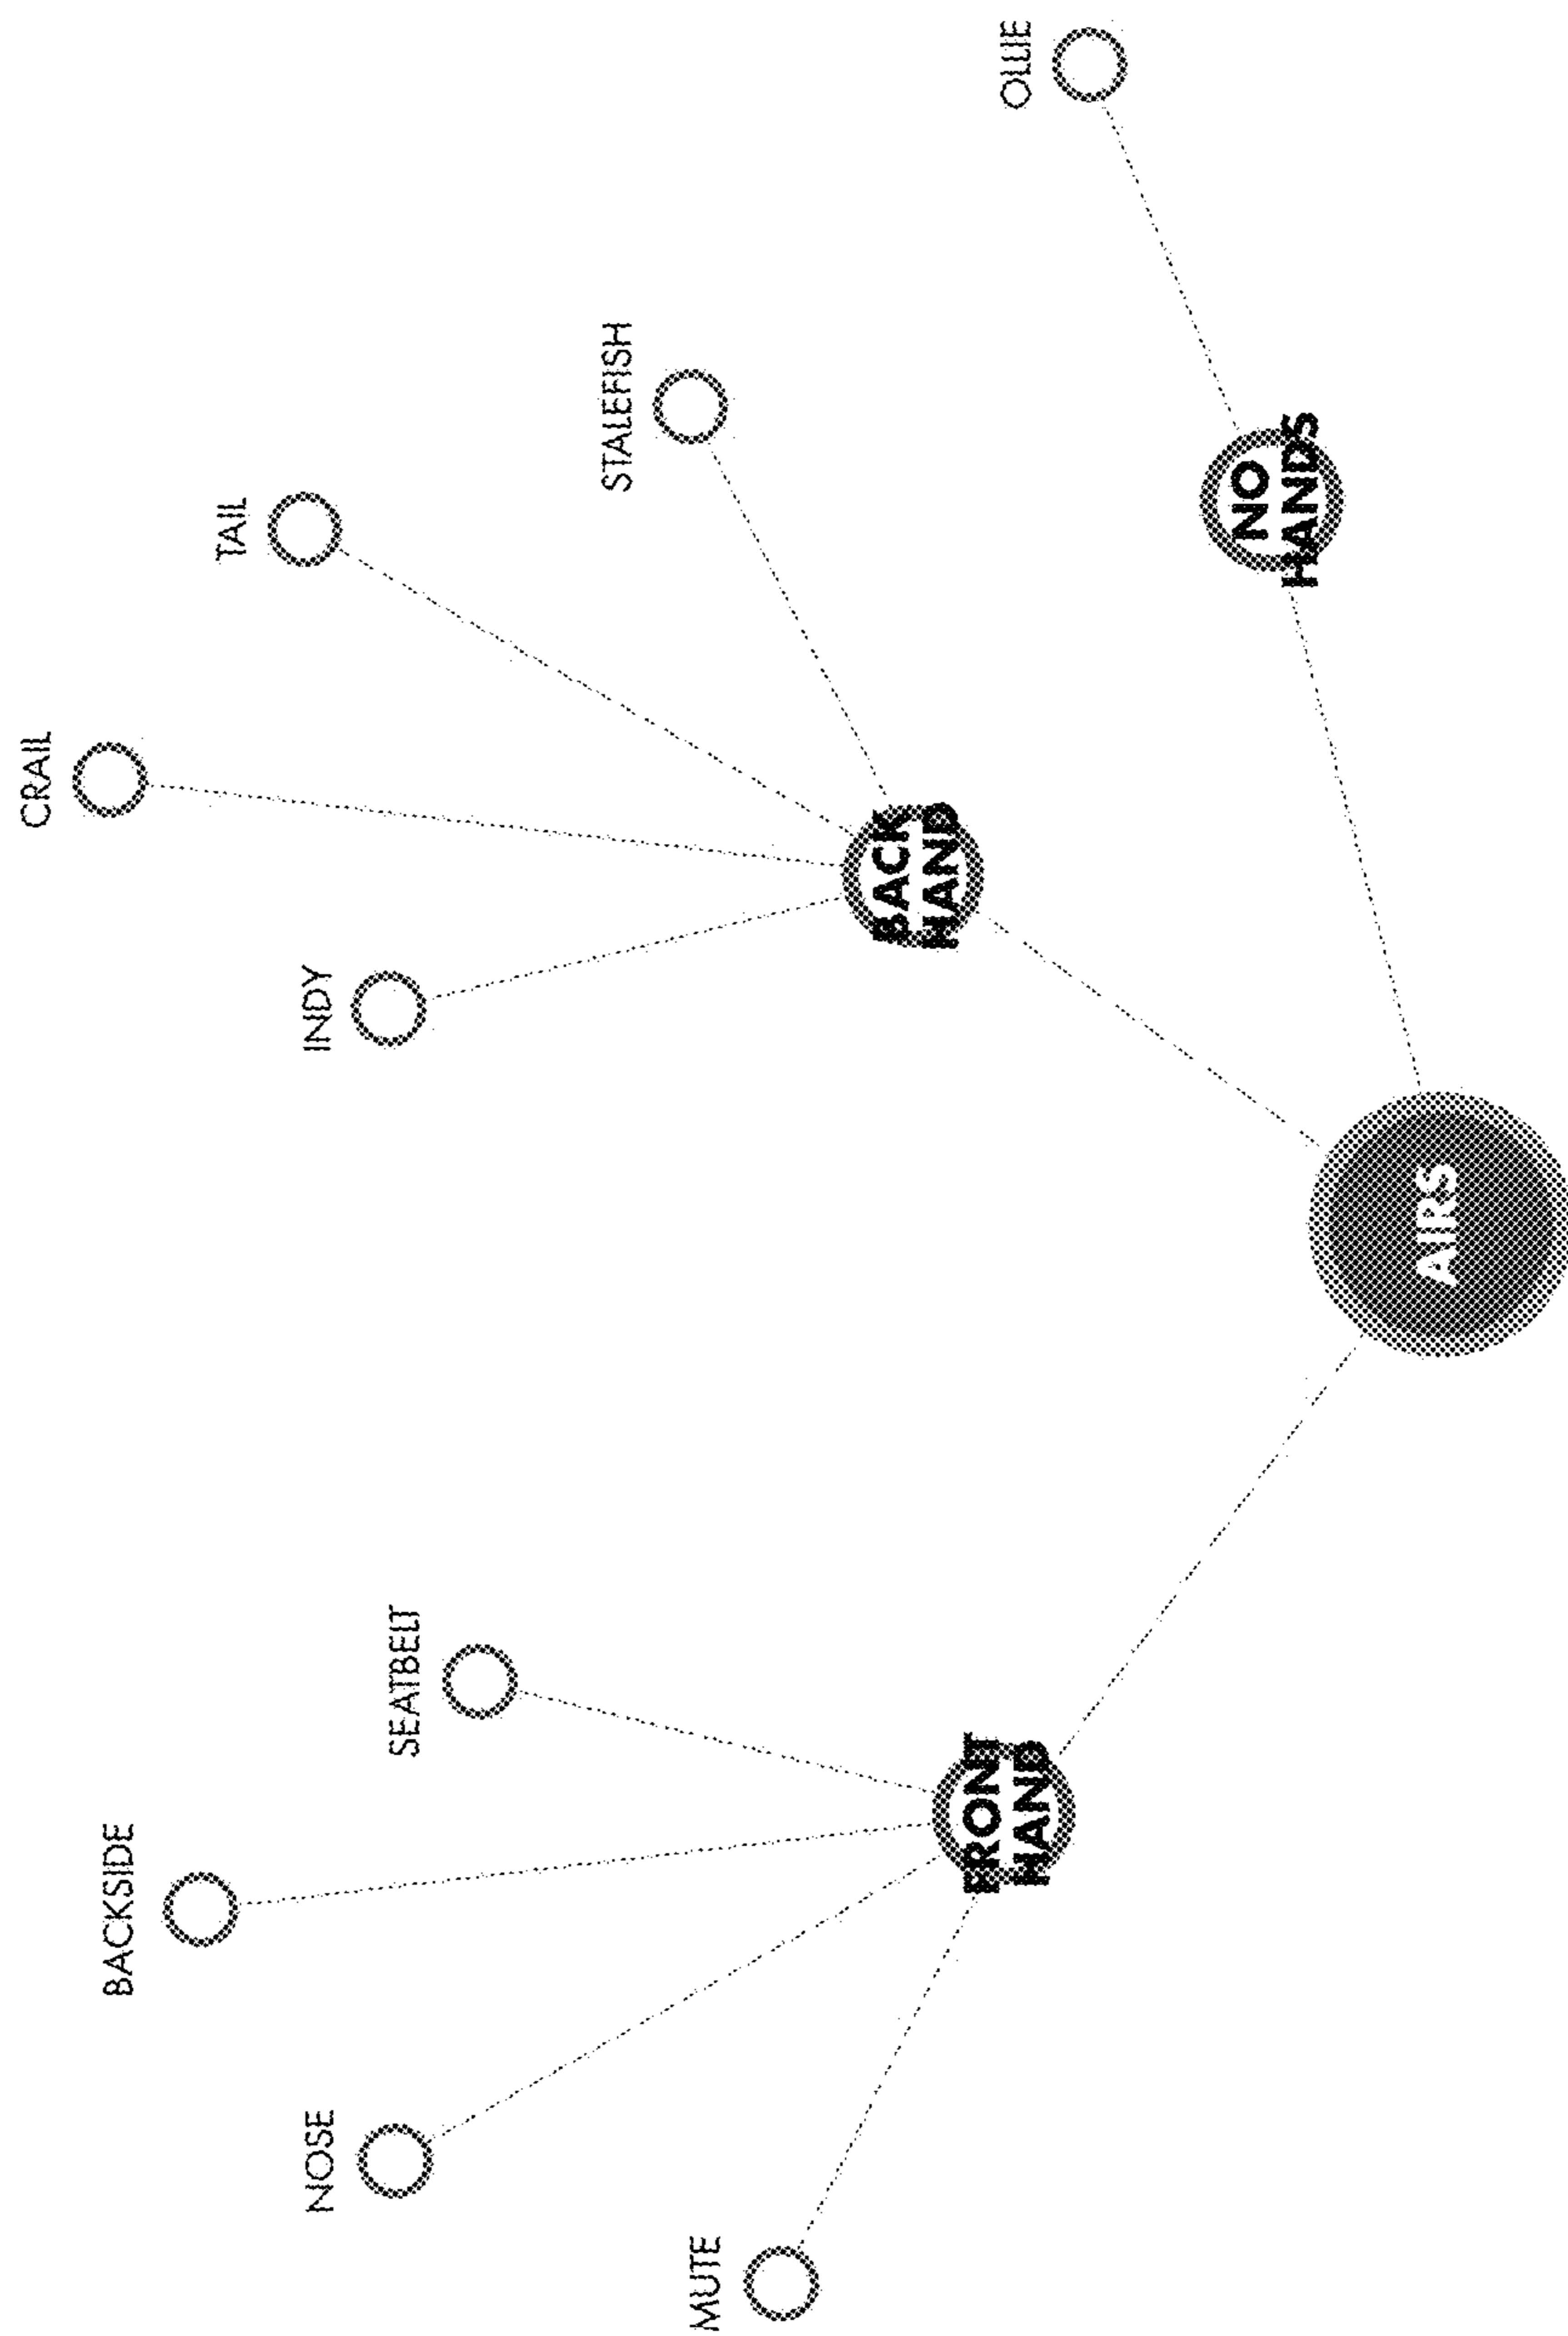 MUTE
NOSE
BACKSIDE
SEATBELT
FRONT
HAND
INDY
CRAIL
TAIL
STALEFISH
BACK
HAND
OLLIE
NO
HANDS
AIRS